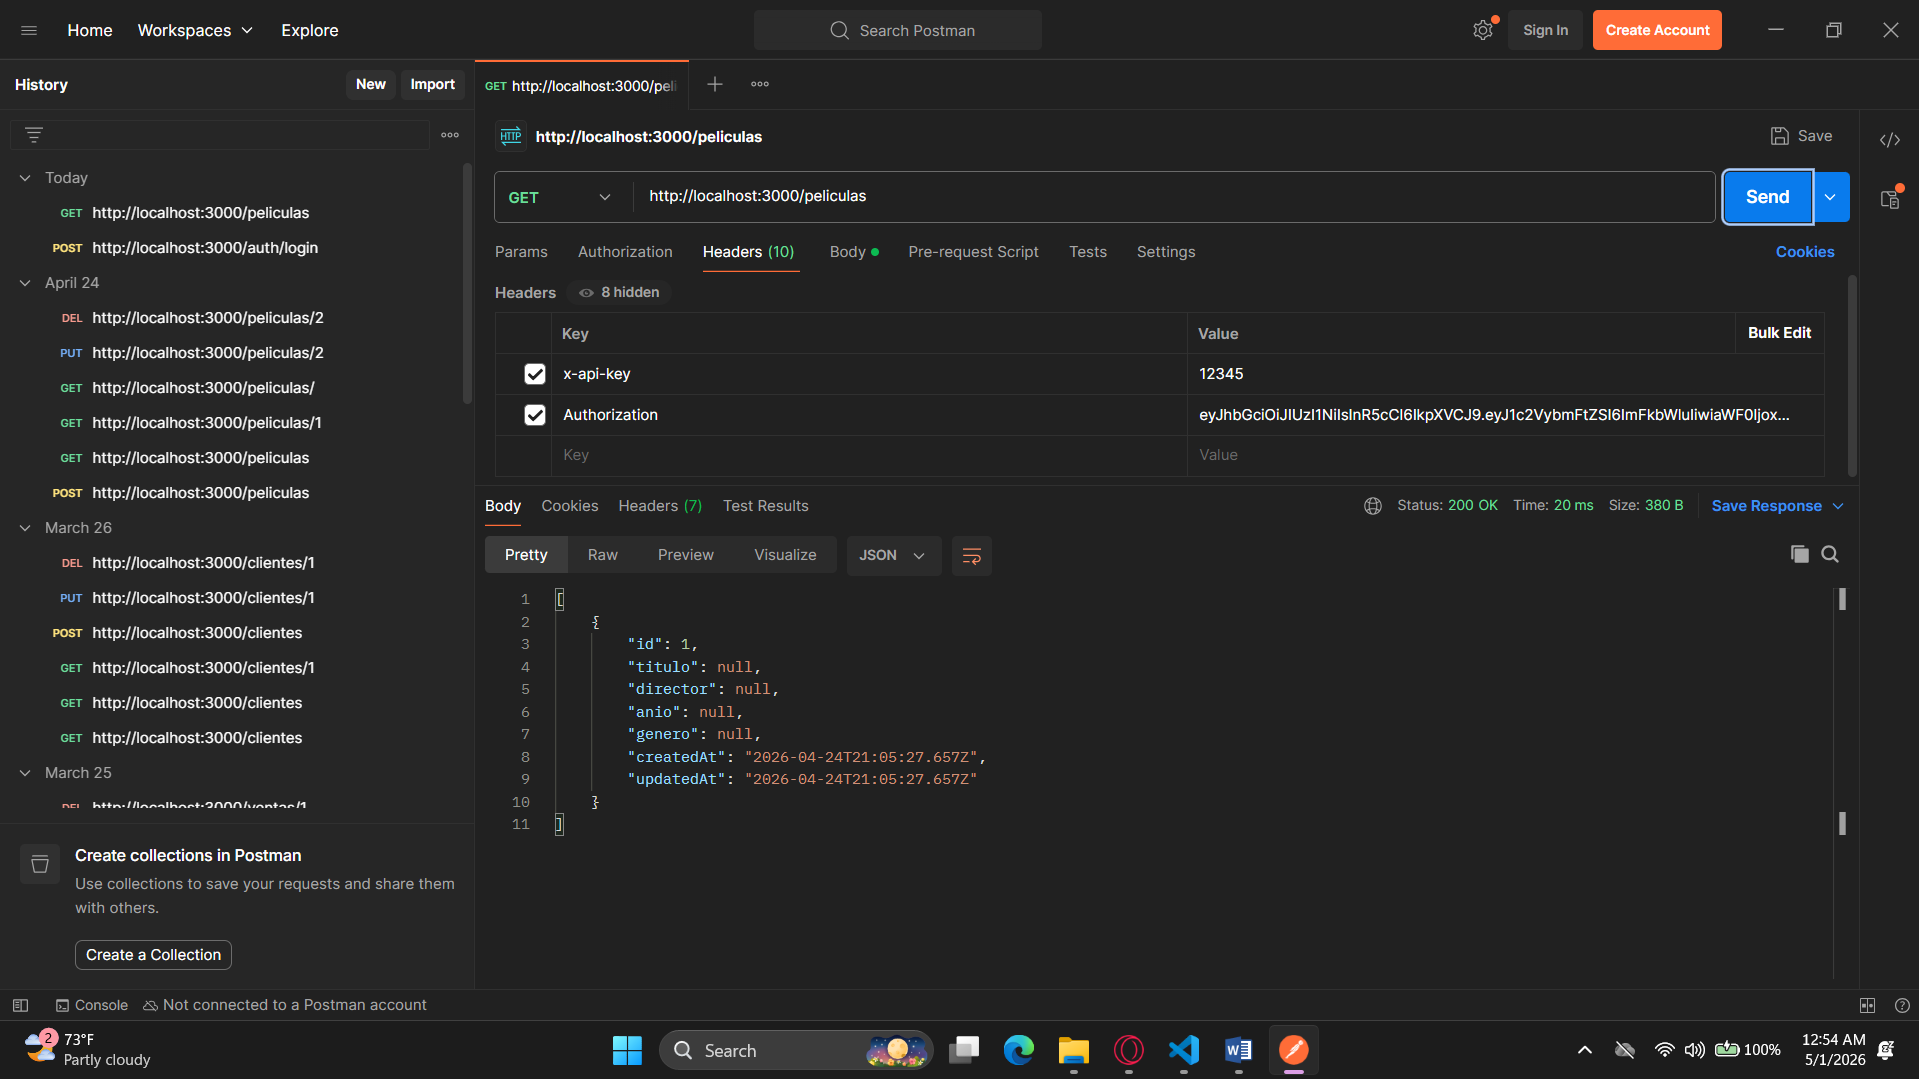 Home
Workspaces
Explore
Search Postman
Sign In
Create Account
History
New
Import
GET http://localhost:3000/peli
http://localhost:3000/peliculas
Save
Today
GET http://localhost:3000/peliculas
POST http://localhost:3000/auth/login
April 24
DEL http://localhost:3000/peliculas/2
PUT http://localhost:3000/peliculas/2
GET http://localhost:3000/peliculas/
GET http://localhost:3000/peliculas/1
GET http://localhost:3000/peliculas
POST http://localhost:3000/peliculas
March 26
DEL http://localhost:3000/clientes/1
PUT http://localhost:3000/clientes/1
POST http://localhost:3000/clientes
GET http://localhost:3000/clientes/1
GET http://localhost:3000/clientes
GET http://localhost:3000/clientes
March 25
DEL http://localhost:3000/ventas/1
Create collections in Postman
Use collections to save your requests and share them
with others.
Create a Collection
GET
http://localhost:3000/peliculas
Send
Params
Authorization
Headers (10)
Body
Pre-request Script
Tests
Settings
Cookies
Headers
8 hidden
Key
Value
Bulk Edit
x-api-key
12345
Authorization
eyJhbGciOiJIUzI1NiIsInR5cCI6IkpXVCJ9.eyJ1c2VybmFtZSI6ImFkbWluIiwiaWF0Ijox...
Key
Value
Body
Cookies
Headers (7)
Test Results
Status: 200 OK
Time: 20 ms
Size: 380 B
Save Response
Pretty
Raw
Preview
Visualize
JSON
1 [
2 {
3 "id": 1,
4 "titulo": null,
5 "director": null,
6 "anio": null,
7 "genero": null,
8 "createdAt": "2026-04-24T21:05:27.657Z",
9 "updatedAt": "2026-04-24T21:05:27.657Z"
10 }
11 ]
Console
Not connected to a Postman account
2
73°F
Partly cloudy
Search
100%
12:54 AM
5/1/2026